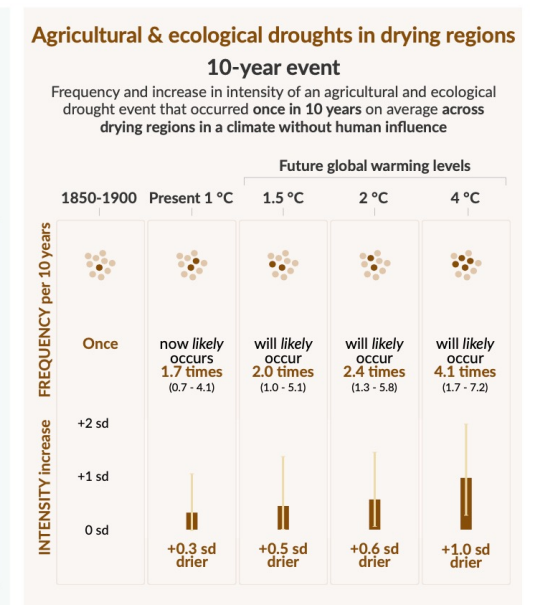 Agricultural & ecological droughts in drying regions
10-year event
Frequency and increase in intensity of an agricultural and ecological
drought event that occurred once in 10 years on average across
drying regions in a climate without human influence
Future global warming levels
1850-1900 Present 1 °C 1.5 °C 2 °C 4 °C
FREQUENCY per 10 years
Once now likely will likely will likely will likely
occurs occur occur occur
1.7 times 2.0 times 2.4 times 4.1 times
(0.7 - 4.1) (1.0 - 5.1) (1.3 - 5.8) (1.7 - 7.2)
INTENSITY increase
+2 sd
+1 sd
0 sd
+0.3 sd +0.5 sd +0.6 sd +1.0 sd
drier drier drier drier